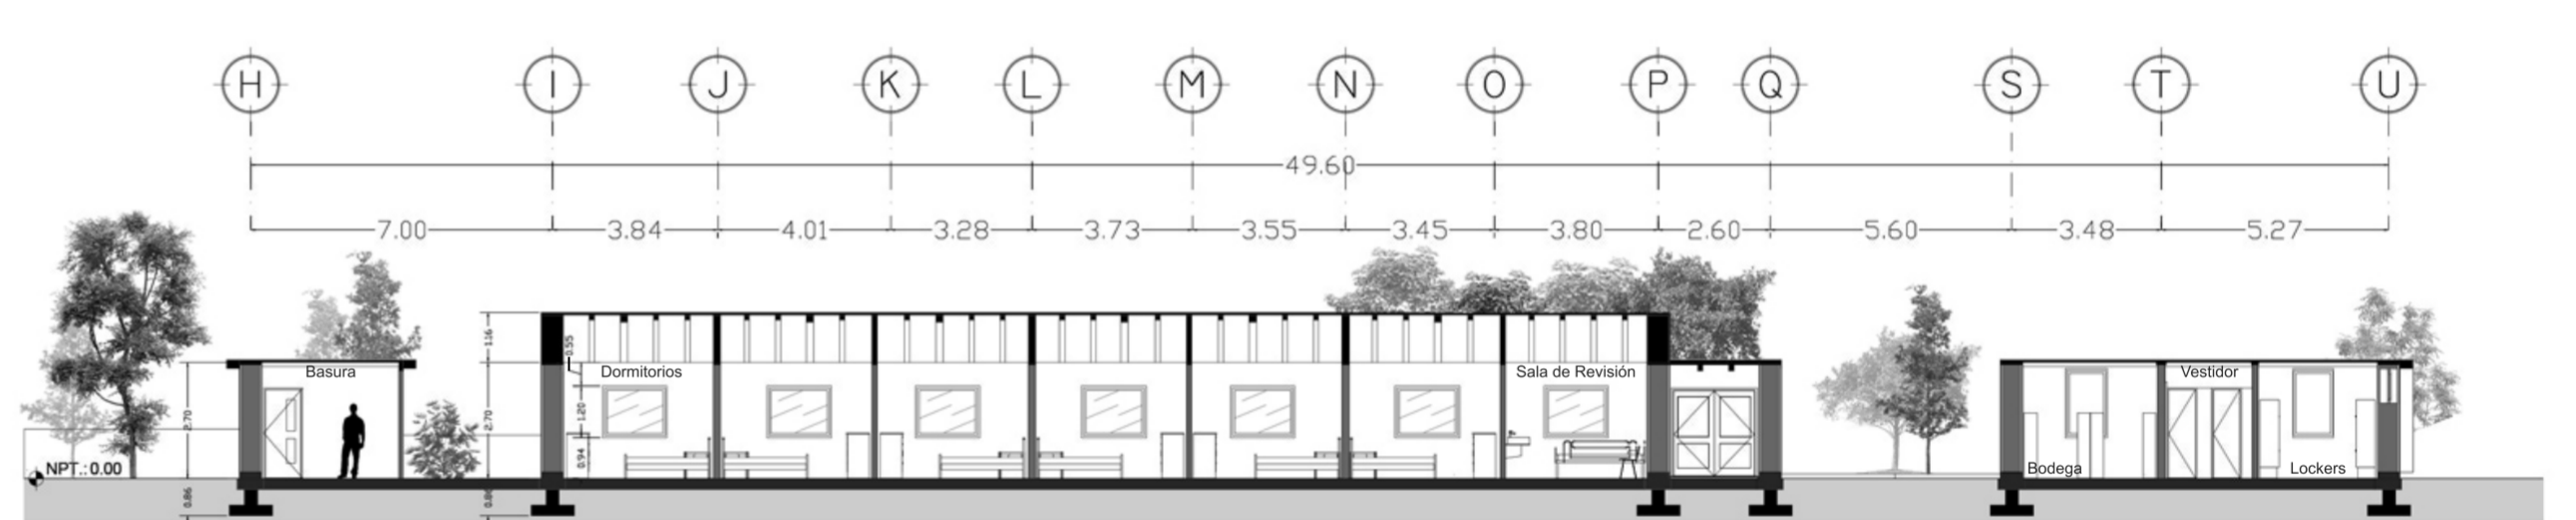 H I J K L M N O P Q S T U
49.60
7.00 3.84 4.01 3.28 3.73 3.55 3.45 3.80 2.60 5.60 3.48 5.27
1.16
0.55
Basura Dormitorios Sala de Revisión Vestidor
2.70 2.70 1.20
0.94
NPT.: 0.00 Bodega Lockers
0.86